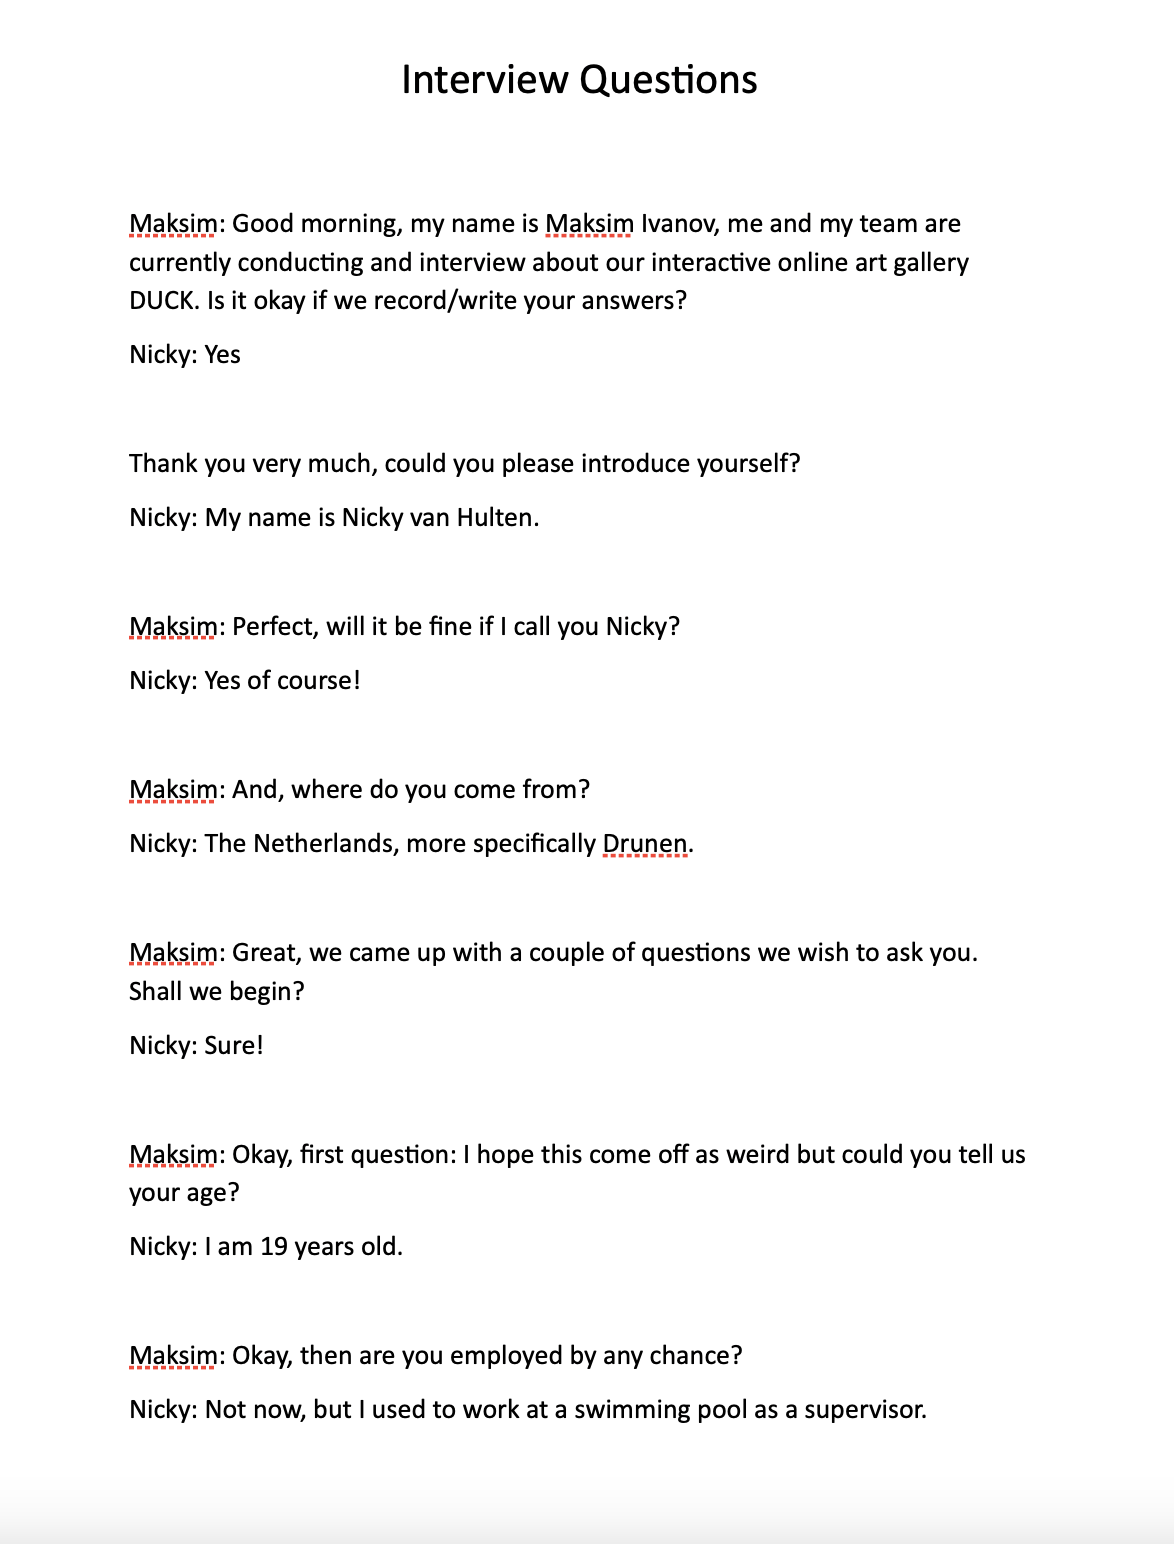 Interview Questions
Maksim: Good morning, my name is Maksim Ivanov, me and my team are
currently conducting and interview about our interactive online art gallery
DUCK. Is it okay if we record/write your answers?
Nicky: Yes
Thank you very much, could you please introduce yourself?
Nicky: My name is Nicky van Hulten.
Maksim: Perfect, will it be fine if I call you Nicky?
Nicky: Yes of course!
Maksim: And, where do you come from?
Nicky: The Netherlands, more specifically Drunen.
Maksim: Great, we came up with a couple of questions we wish to ask you.
Shall we begin?
Nicky: Sure!
Maksim: Okay, first question: I hope this come off as weird but could you tell us
your age?
Nicky: I am 19 years old.
Maksim: Okay, then are you employed by any chance?
Nicky: Not now, but I used to work at a swimming pool as a supervisor.